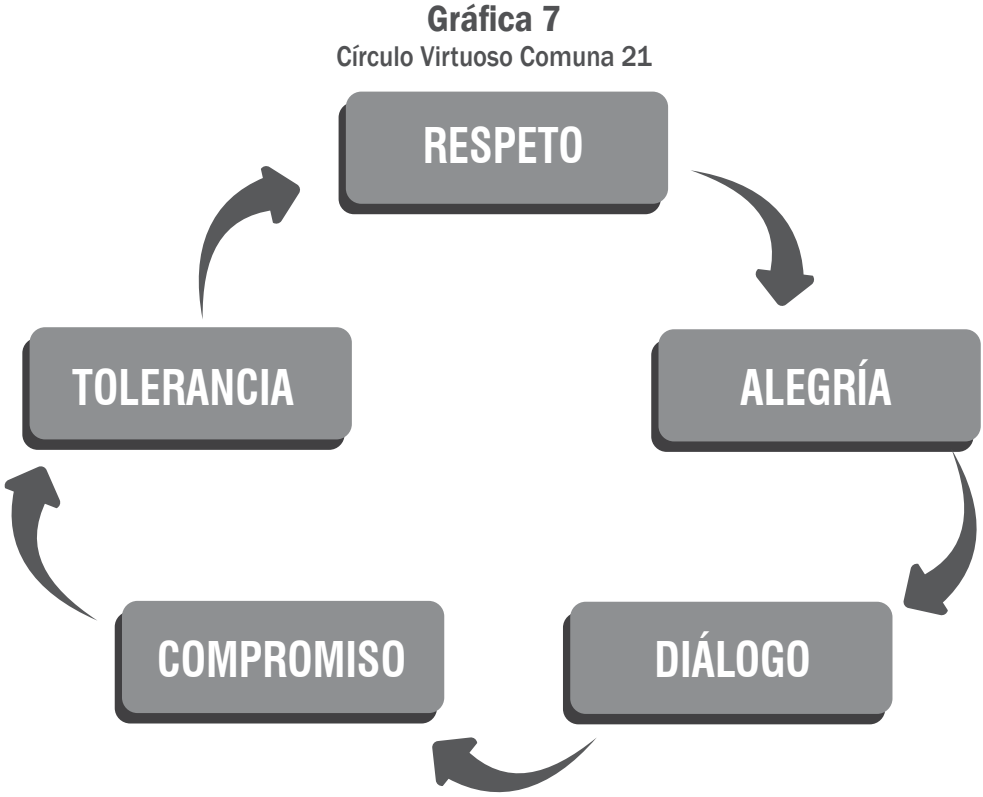 Gráfica 7
Círculo Virtuoso Comuna 21
RESPETO
ALEGRÍA
DIÁLOGO
COMPROMISO
TOLERANCIA